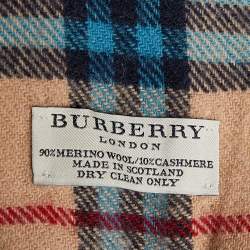 BURBERRY
LONDON
90% MERINO WOOL/10% CASHMERE
MADE IN SCOTLAND
DRY CLEAN ONLY